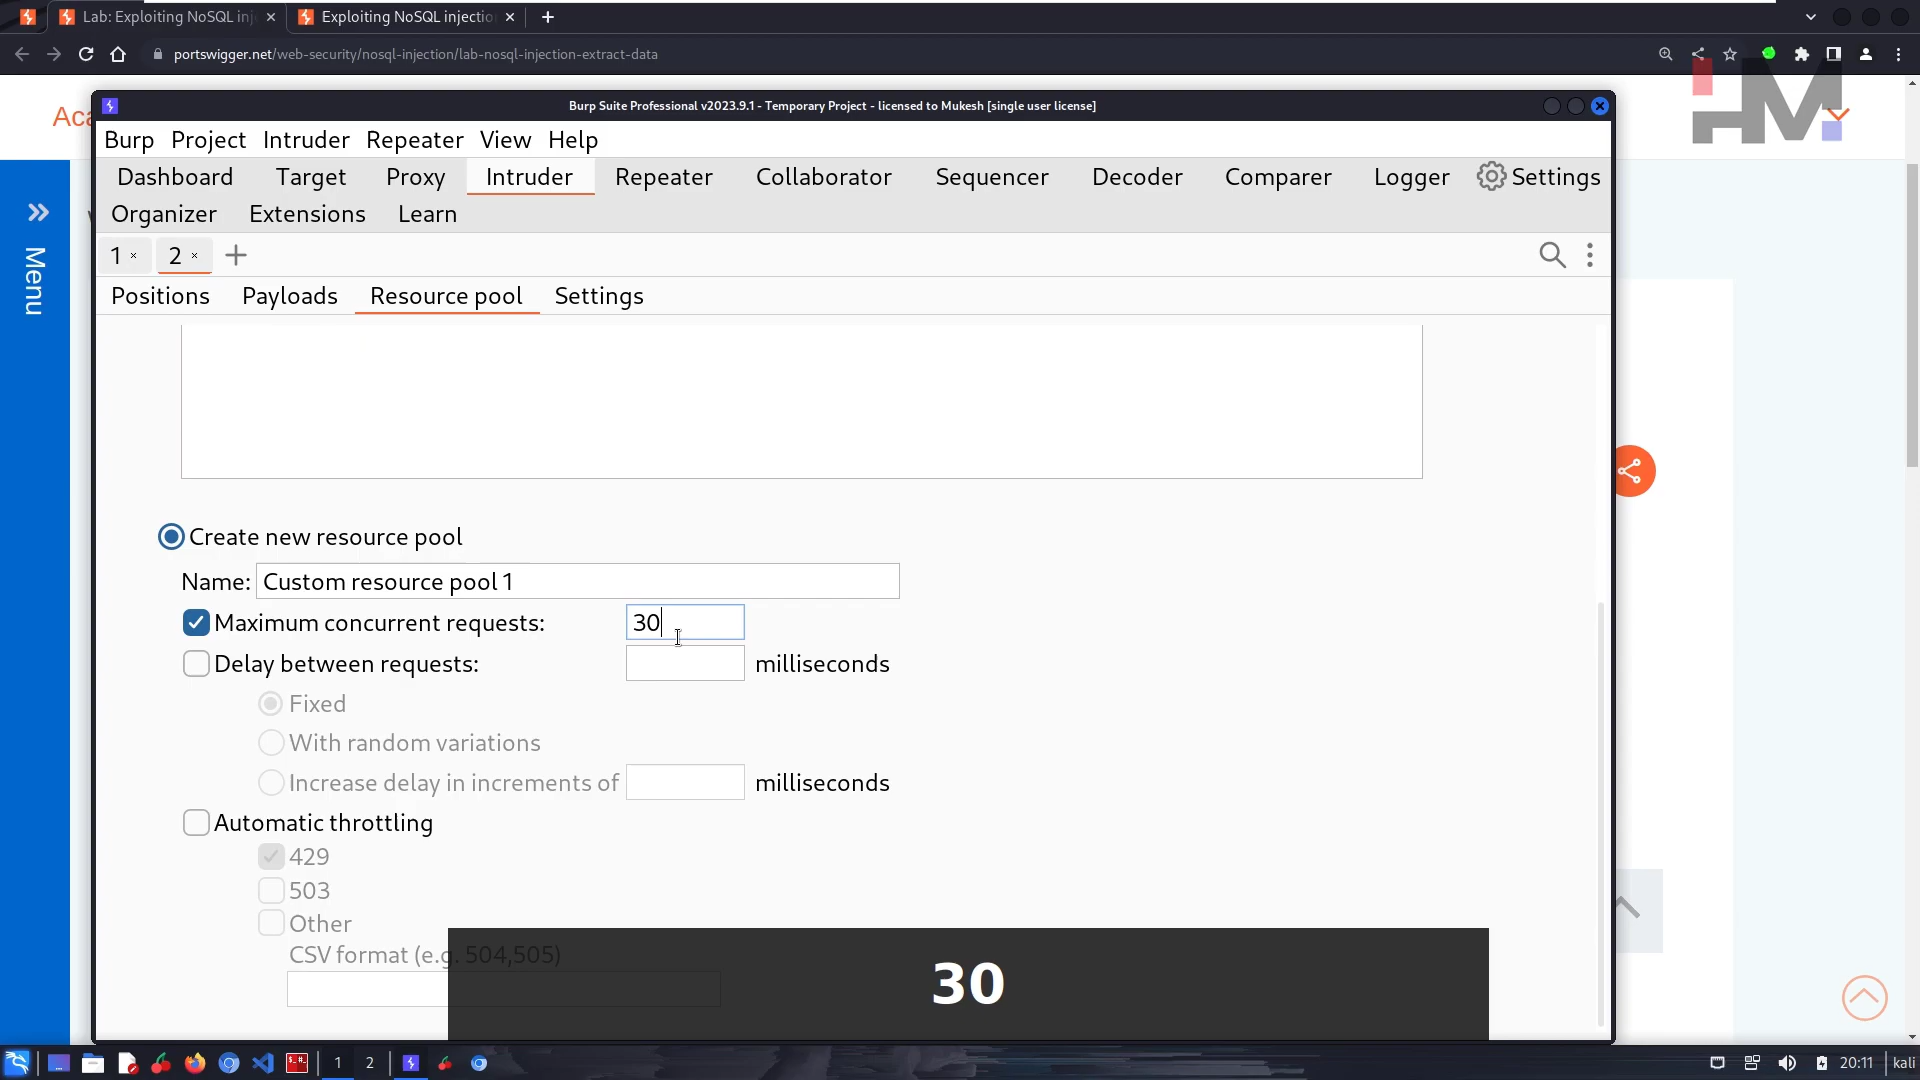 Lab: Exploiting NoSQL inj
Exploiting NoSQL injectio
portswigger.net/web-security/nosql-injection/lab-nosql-injection-extract-data
HM
Aca
Burp Suite Professional v2023.9.1 - Temporary Project - licensed to Mukesh [single user license]
Burp Project Intruder Repeater View Help
Dashboard Target Proxy Intruder Repeater Collaborator Sequencer Decoder Comparer Logger Settings
Organizer Extensions Learn
1 × 2 × +
Menu
Positions Payloads Resource pool Settings
Create new resource pool
Name: Custom resource pool 1
Maximum concurrent requests: 30
Delay between requests: milliseconds
Fixed
With random variations
Increase delay in increments of milliseconds
Automatic throttling
429
503
Other
CSV format (e.g. 504,505)
30
1 2 20:11 kali